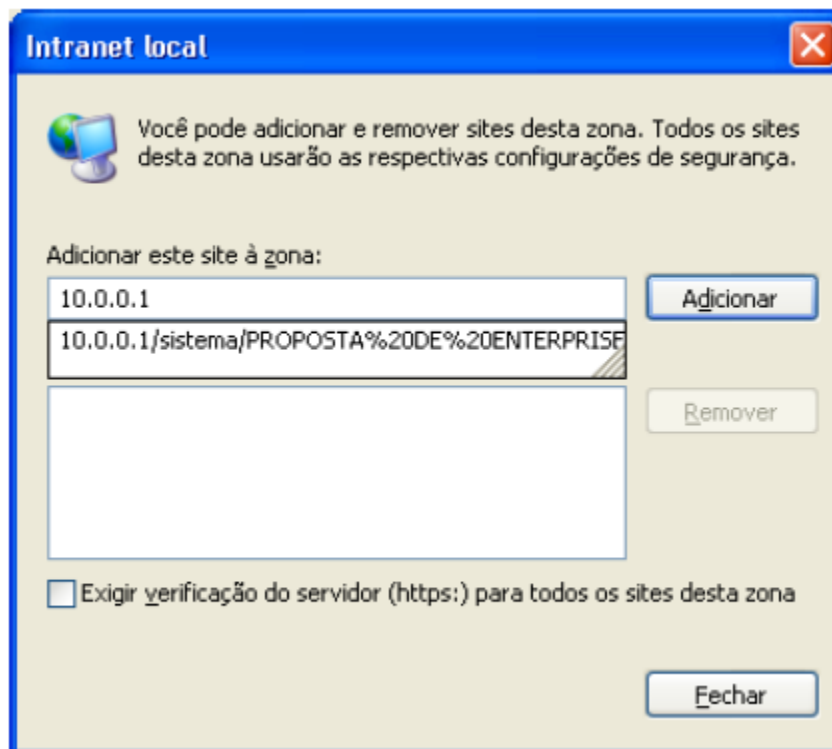 Intranet local
Você pode adicionar e remover sites desta zona. Todos os sites
desta zona usarão as respectivas configurações de segurança.
Adicionar este site à zona:
10.0.0.1
Adicionar
10.0.0.1/sistema/PROPOSTA%20DE%20ENTERPRISE
Remover
Exigir verificação do servidor (https:) para todos os sites desta zona
Fechar